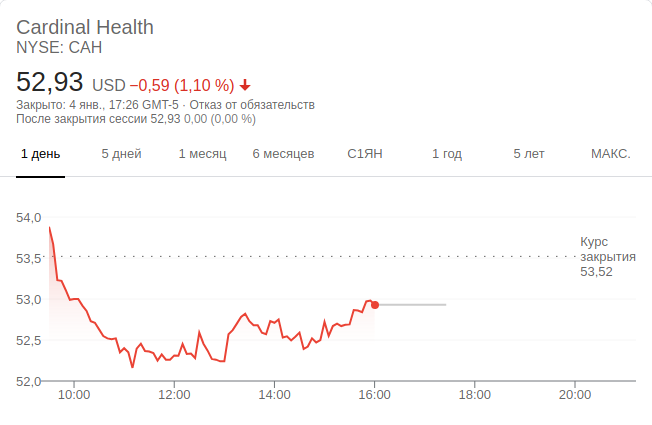 Cardinal Health
NYSE: CAH
52,93 USD −0,59 (1,10 %)
Закрыто: 4 янв., 17:26 GMT-5 · Отказ от обязательств
После закрытия сессии 52,93 0,00 (0,00 %)
1 день 5 дней 1 месяц 6 месяцев С1ЯН 1 год 5 лет МАКС.
54,0
Курс
закрытия
53,5
53,52
53,0
52,5
52,0
10:00 12:00 14:00 16:00 18:00 20:00